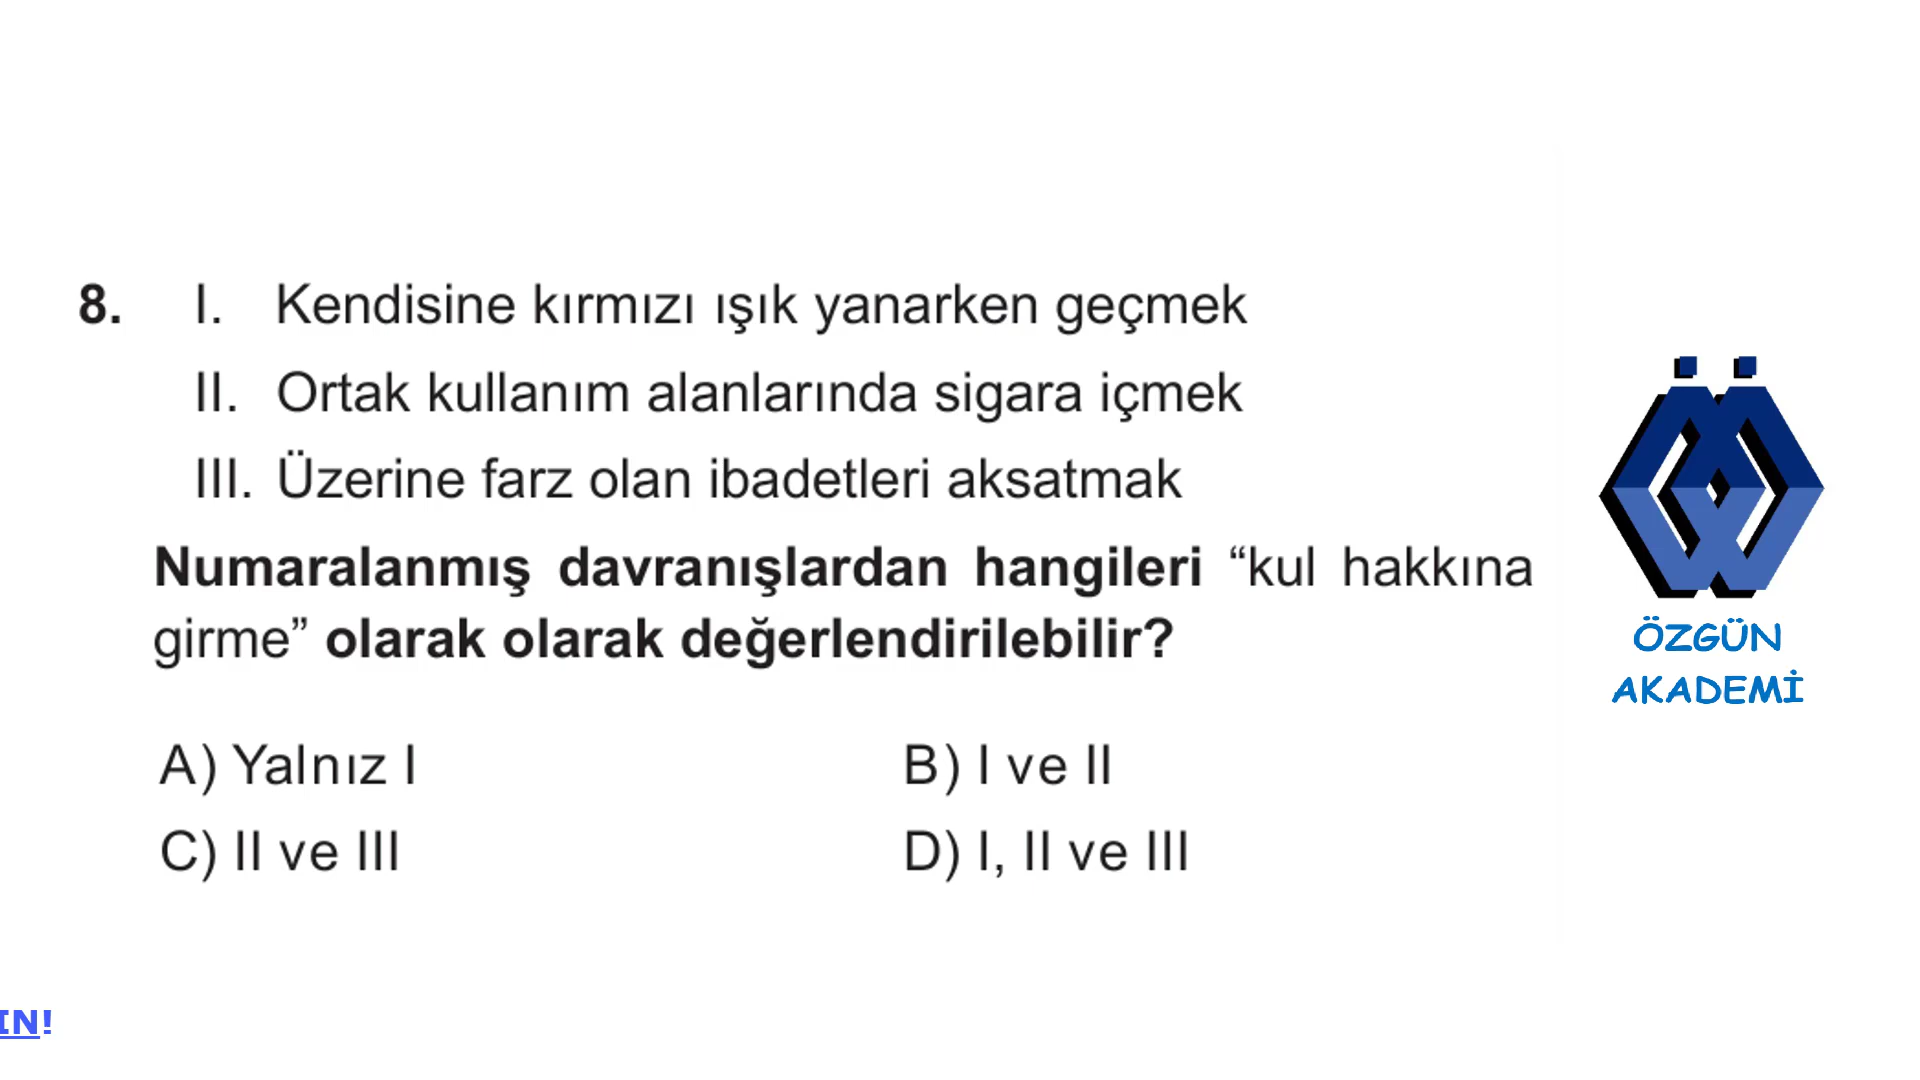 8. I. Kendisine kırmızı ışık yanarken geçmek
II. Ortak kullanım alanlarında sigara içmek
III. Üzerine farz olan ibadetleri aksatmak
Numaralanmış davranışlardan hangileri “kul hakkına
girme” olarak olarak değerlendirilebilir?
A) Yalnız I B) I ve II
C) II ve III D) I, II ve III
ÖZGÜN
AKADEMİ
IN!